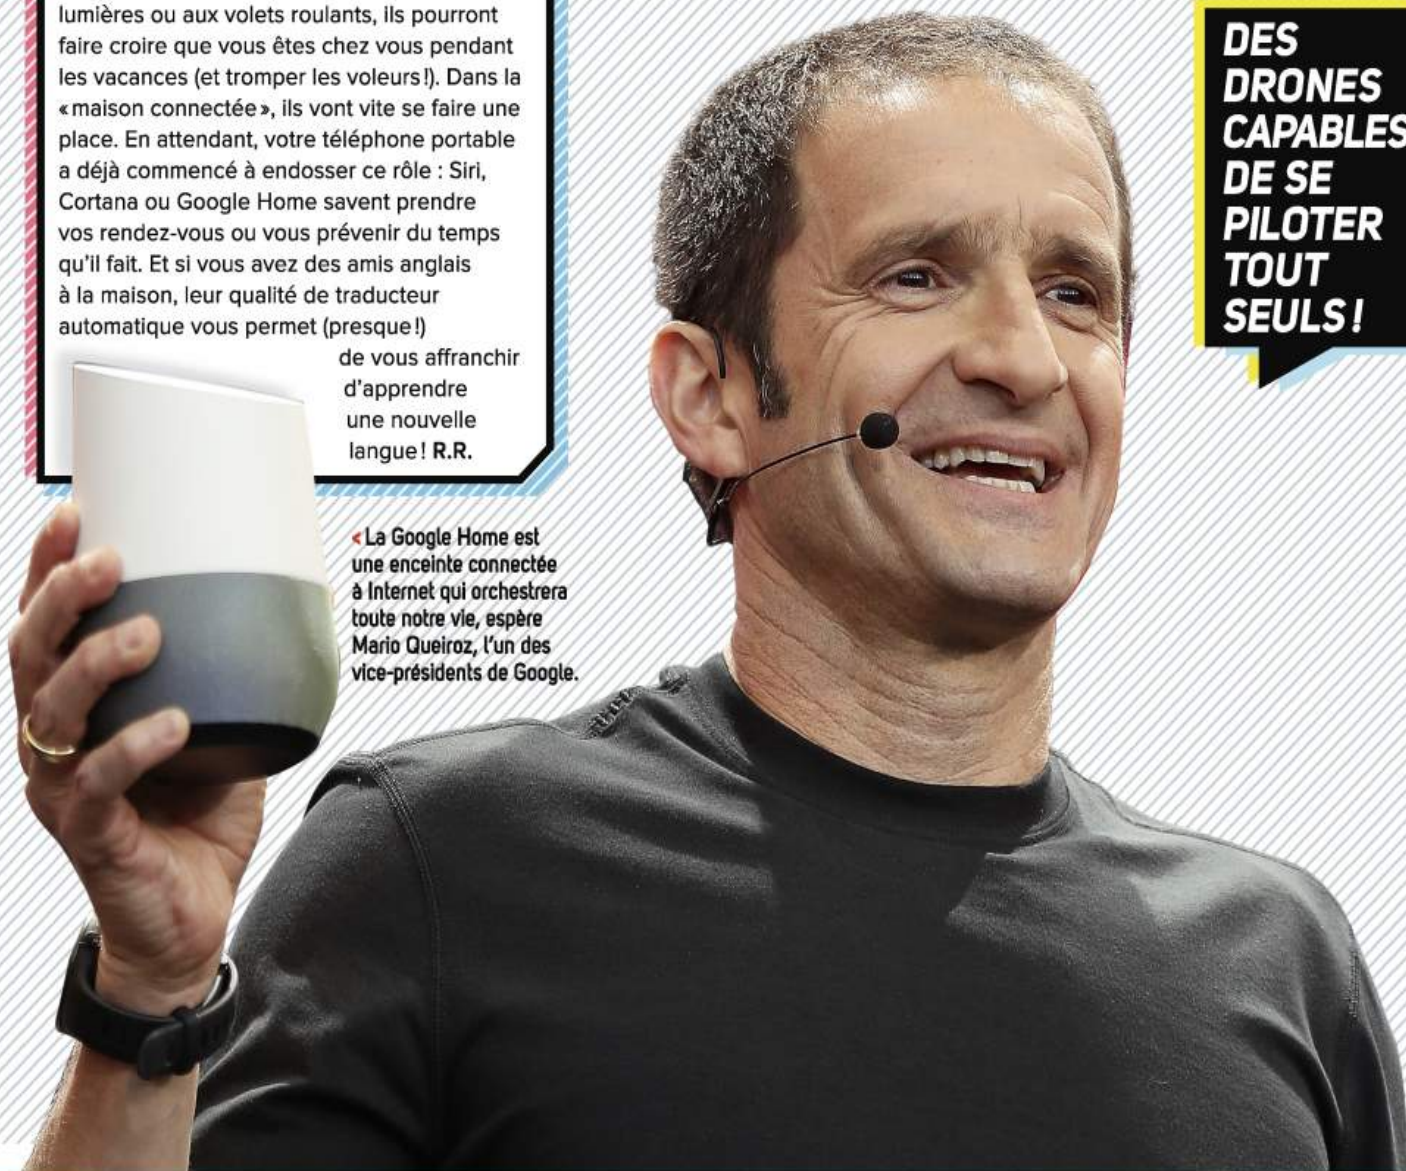 lumières ou aux volets roulants, ils pourront
faire croire que vous êtes chez vous pendant
les vacances (et tromper les voleurs !). Dans la
« maison connectée », ils vont vite se faire une
place. En attendant, votre téléphone portable
a déjà commencé à endosser ce rôle : Siri,
Cortana ou Google Home savent prendre
vos rendez-vous ou vous prévenir du temps
qu'il fait. Et si vous avez des amis anglais
à la maison, leur qualité de traducteur
automatique vous permet (presque !)
de vous affranchir
d'apprendre
une nouvelle
langue ! R.R.
< La Google Home est
une enceinte connectée
à Internet qui orchestrera
toute notre vie, espère
Mario Queiroz, l'un des
vice-présidents de Google.
DES
DRONES
CAPABLES
DE SE
PILOTER
TOUT
SEULS !